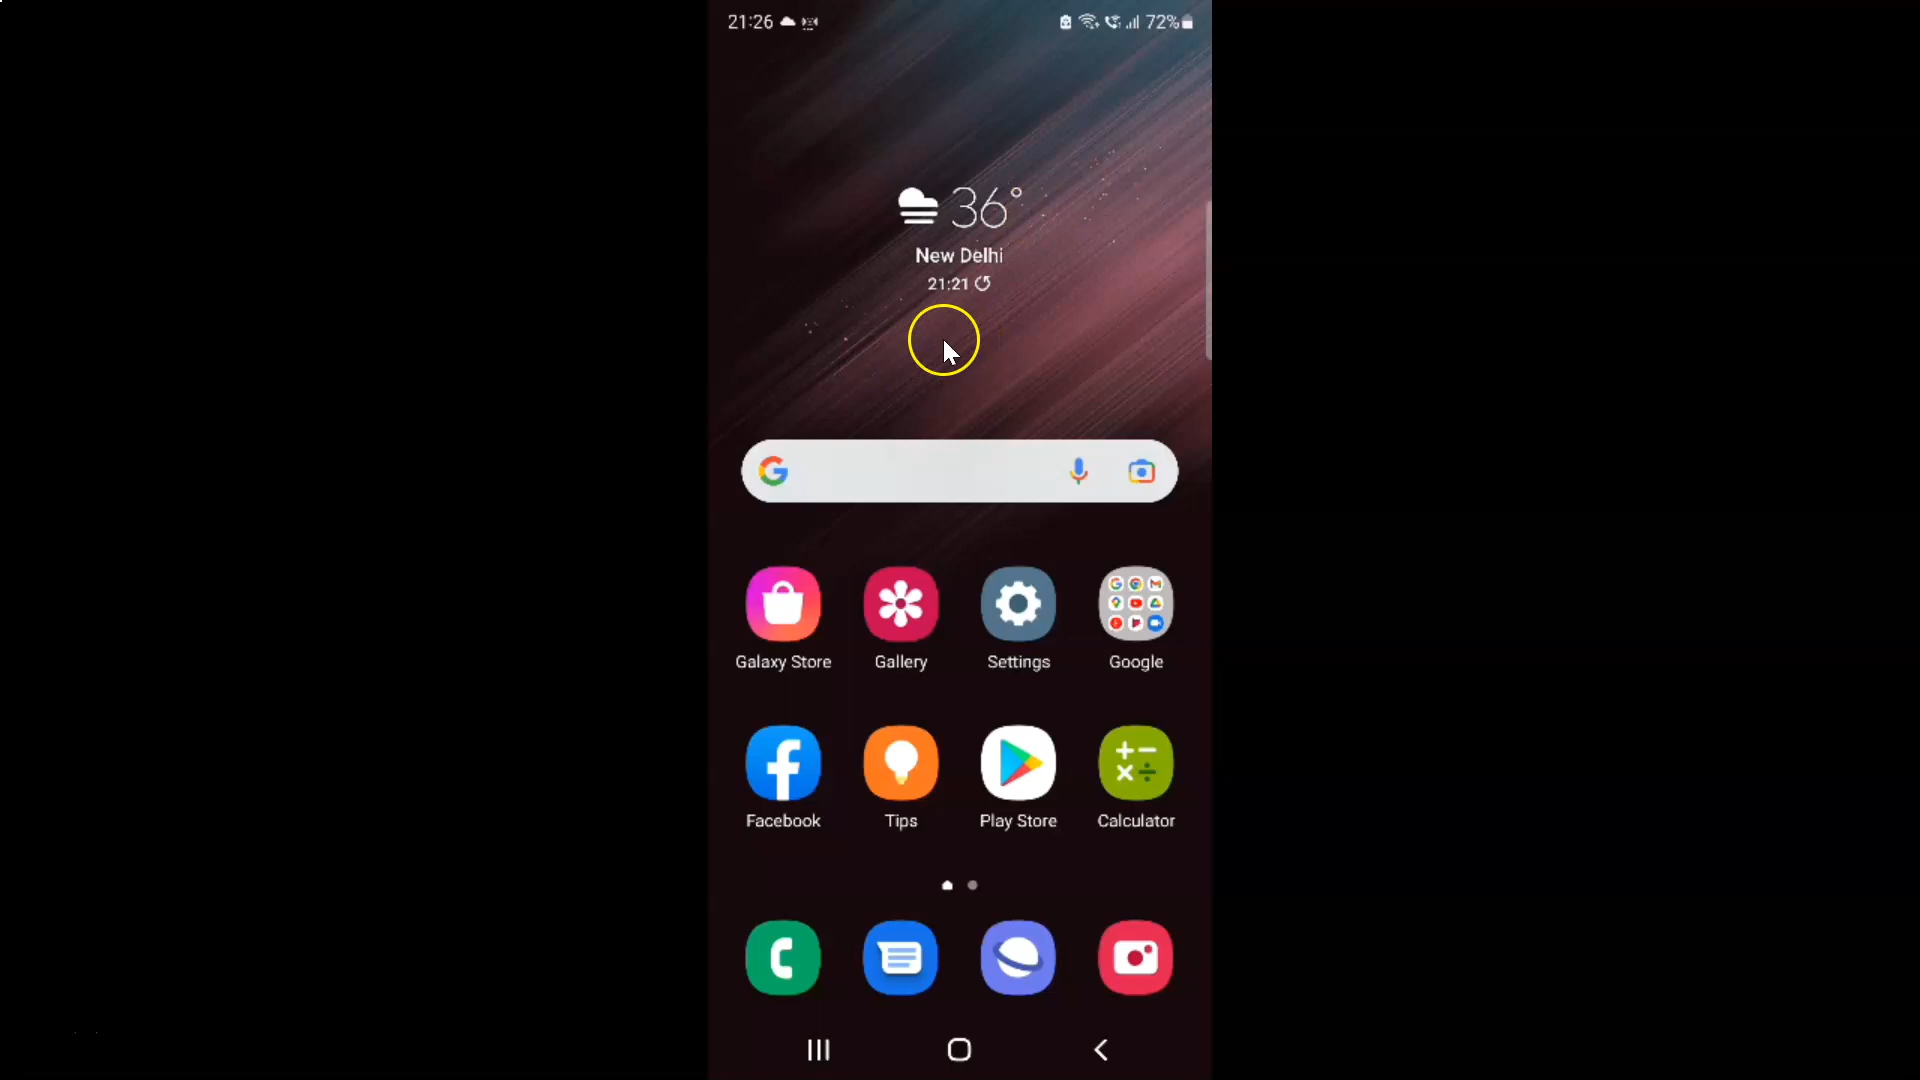 21:26
72%
36°
New Delhi
21:21
Galaxy Store
Gallery
Settings
Google
Facebook
Tips
Play Store
Calculator